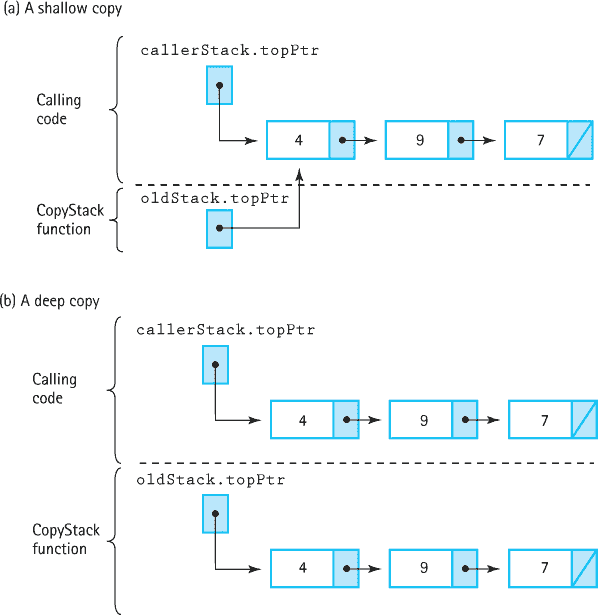 (a) A shallow copy
callerStack.topPtr
Calling
code
4 9 7
CopyStack
function
oldStack.topPtr
(b) A deep copy
callerStack.topPtr
Calling
code
4 9 7
oldStack.topPtr
CopyStack
function
4 9 7